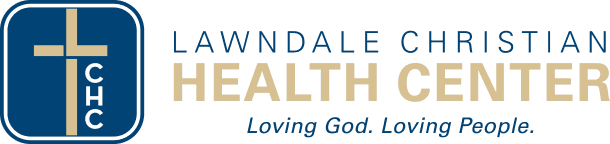 CHC
LAWNDALE CHRISTIAN
HEALTH CENTER
Loving God. Loving People.